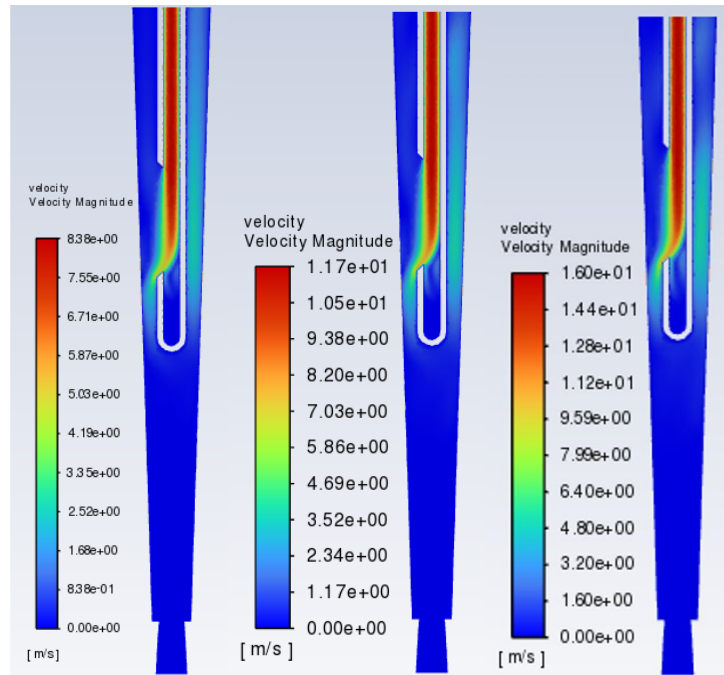 velocity
Velocity Magnitude
8.38e+00
7.55e+00
6.71e+00
5.87e+00
5.03e+00
4.19e+00
3.35e+00
2.52e+00
1.68e+00
8.38e-01
0.00e+00
[ m/s ]
velocity
Velocity Magnitude
1.17e+01
1.05e+01
9.38e+00
8.20e+00
7.03e+00
5.86e+00
4.69e+00
3.52e+00
2.34e+00
1.17e+00
0.00e+00
[ m/s ]
velocity
Velocity Magnitude
1.60e+01
1.44e+01
1.28e+01
1.12e+01
9.59e+00
7.99e+00
6.40e+00
4.80e+00
3.20e+00
1.60e+00
0.00e+00
[ m/s ]